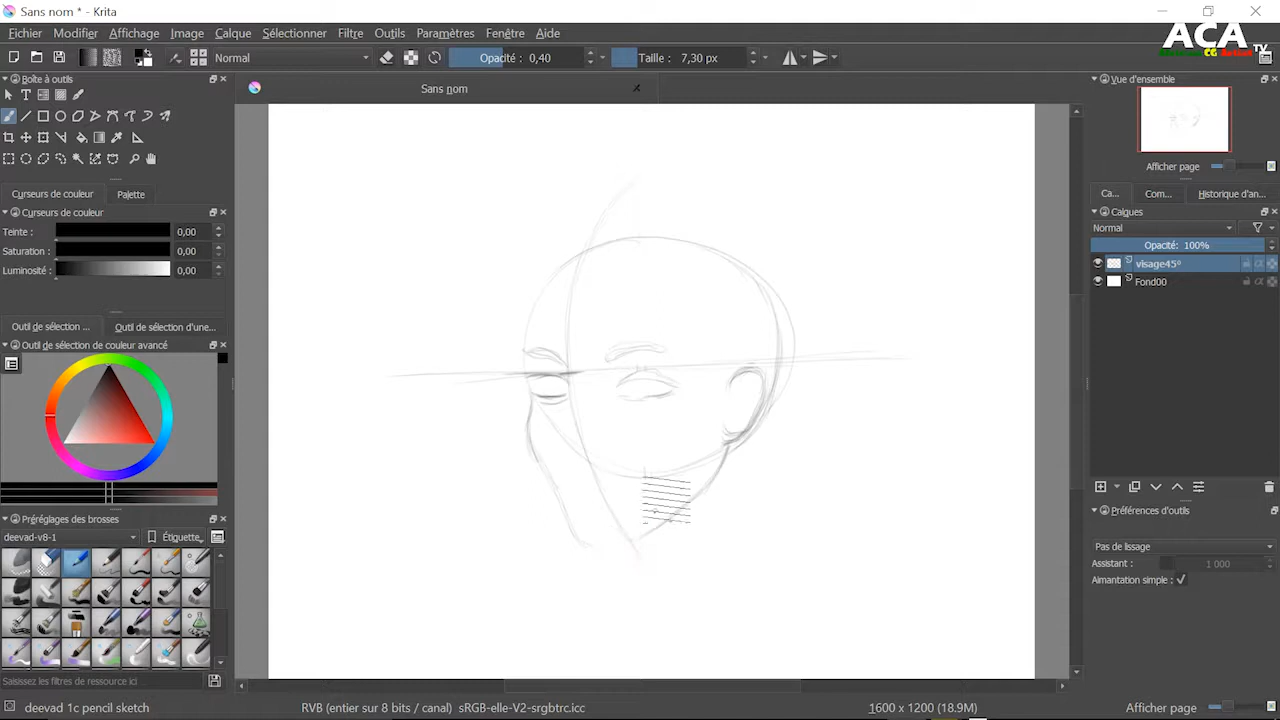 Sans nom * - Krita
ACA
CG Artist TV
Fichier Modifier Affichage Image Calque Sélectionner Filtre Outils Paramètres Fenêtre Aide
Normal
Opacité : 0,40
Taille : 7,30 px
Boîte à outils
Sans nom
Vue d'ensemble
Afficher page
Curseurs de couleur Palette
Ca... Com... Historique d'an...
Curseurs de couleur
Calques
Teinte : 0,00
Normal
Saturation : 0,00
Opacité: 100%
Luminosité : 0,00
visage45°
Fond00
Outil de sélection ... Outil de sélection d'une...
Outil de sélection de couleur avancé
Préférences d'outils
Préréglages des brosses
deevad-v8-1 Étiquette
Pas de lissage
Assistant : 1 000
Aimantation simple :
Saisissez les filtres de ressource ici
deevad 1c pencil sketch
RVB (entier sur 8 bits / canal) sRGB-elle-V2-srgbtrc.icc
1600 x 1200 (18.9M)
Afficher page